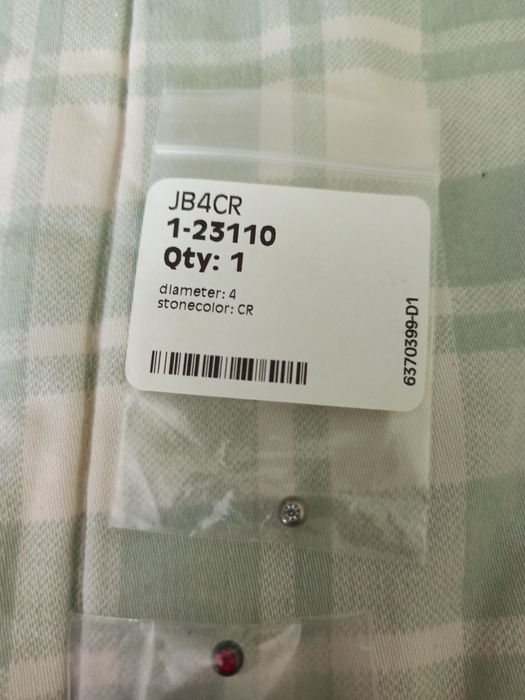 JB4CR
1-23110
Qty: 1
diameter: 4
stonecolor: CR
6370399-D1